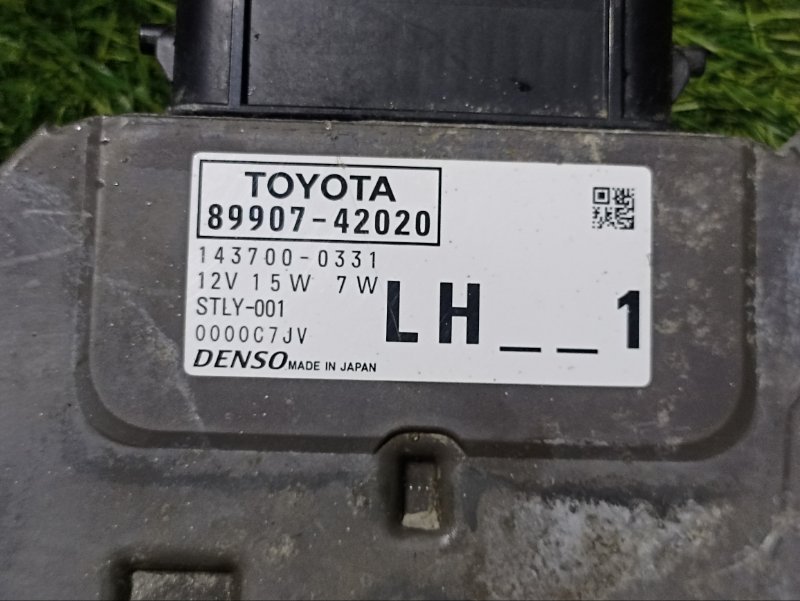 TOYOTA
89907-42020
143700-0331
12V 15W 7W
STLY-001
0000C7JV
LH__1
DENSO MADE IN JAPAN